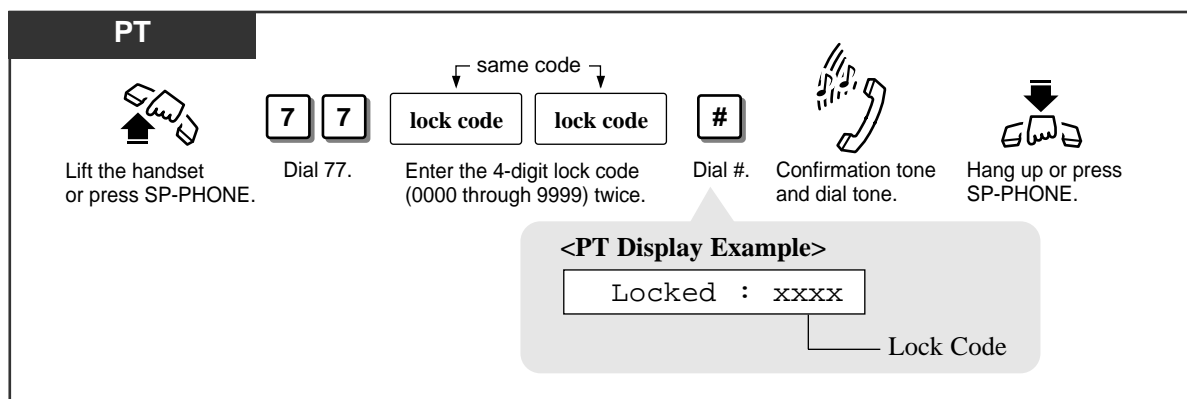 PT
same code
7 7 lock code lock code #
Lift the handset
or press SP-PHONE.
Dial 77.
Enter the 4-digit lock code
(0000 through 9999) twice.
Dial #.
Confirmation tone
and dial tone.
Hang up or press
SP-PHONE.
<PT Display Example>
Locked : xxxx
Lock Code